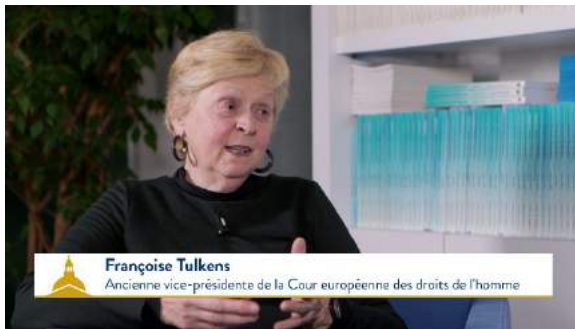 Françoise Tulkens
Ancienne vice-présidente de la Cour européenne des droits de l'homme